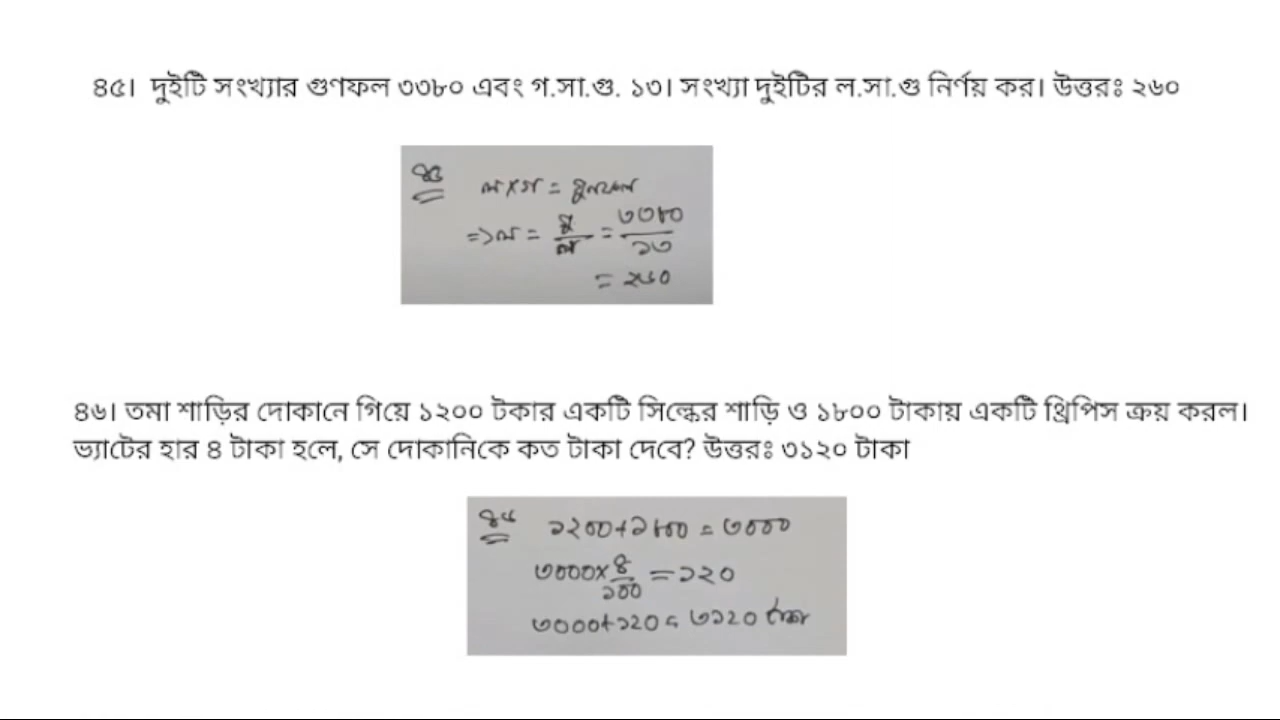 ৪৫। দুইটি সংখ্যার গুণফল ৩৩৮০ এবং গ.সা.গু. ১৩। সংখ্যা দুইটির ল.সা.গু নির্ণয় কর। উত্তরঃ ২৬০
৪৫
ল×গ = গুনফল
=> ল = গু/ল = ৩৩৮০/১৩
= ২৬০
৪৬। তমা শাড়ির দোকানে গিয়ে ১২০০ টকার একটি সিল্কের শাড়ি ও ১৮০০ টাকায় একটি থ্রিপিস ক্রয় করল।
ভ্যাটের হার ৪ টাকা হলে, সে দোকানিকে কত টাকা দেবে? উত্তরঃ ৩১২০ টাকা
৪৬
১২০০+১৮০০ = ৩০০০
৩০০০×৪/১০০ = ১২০
৩০০০+১২০ = ৩১২০ টাকা